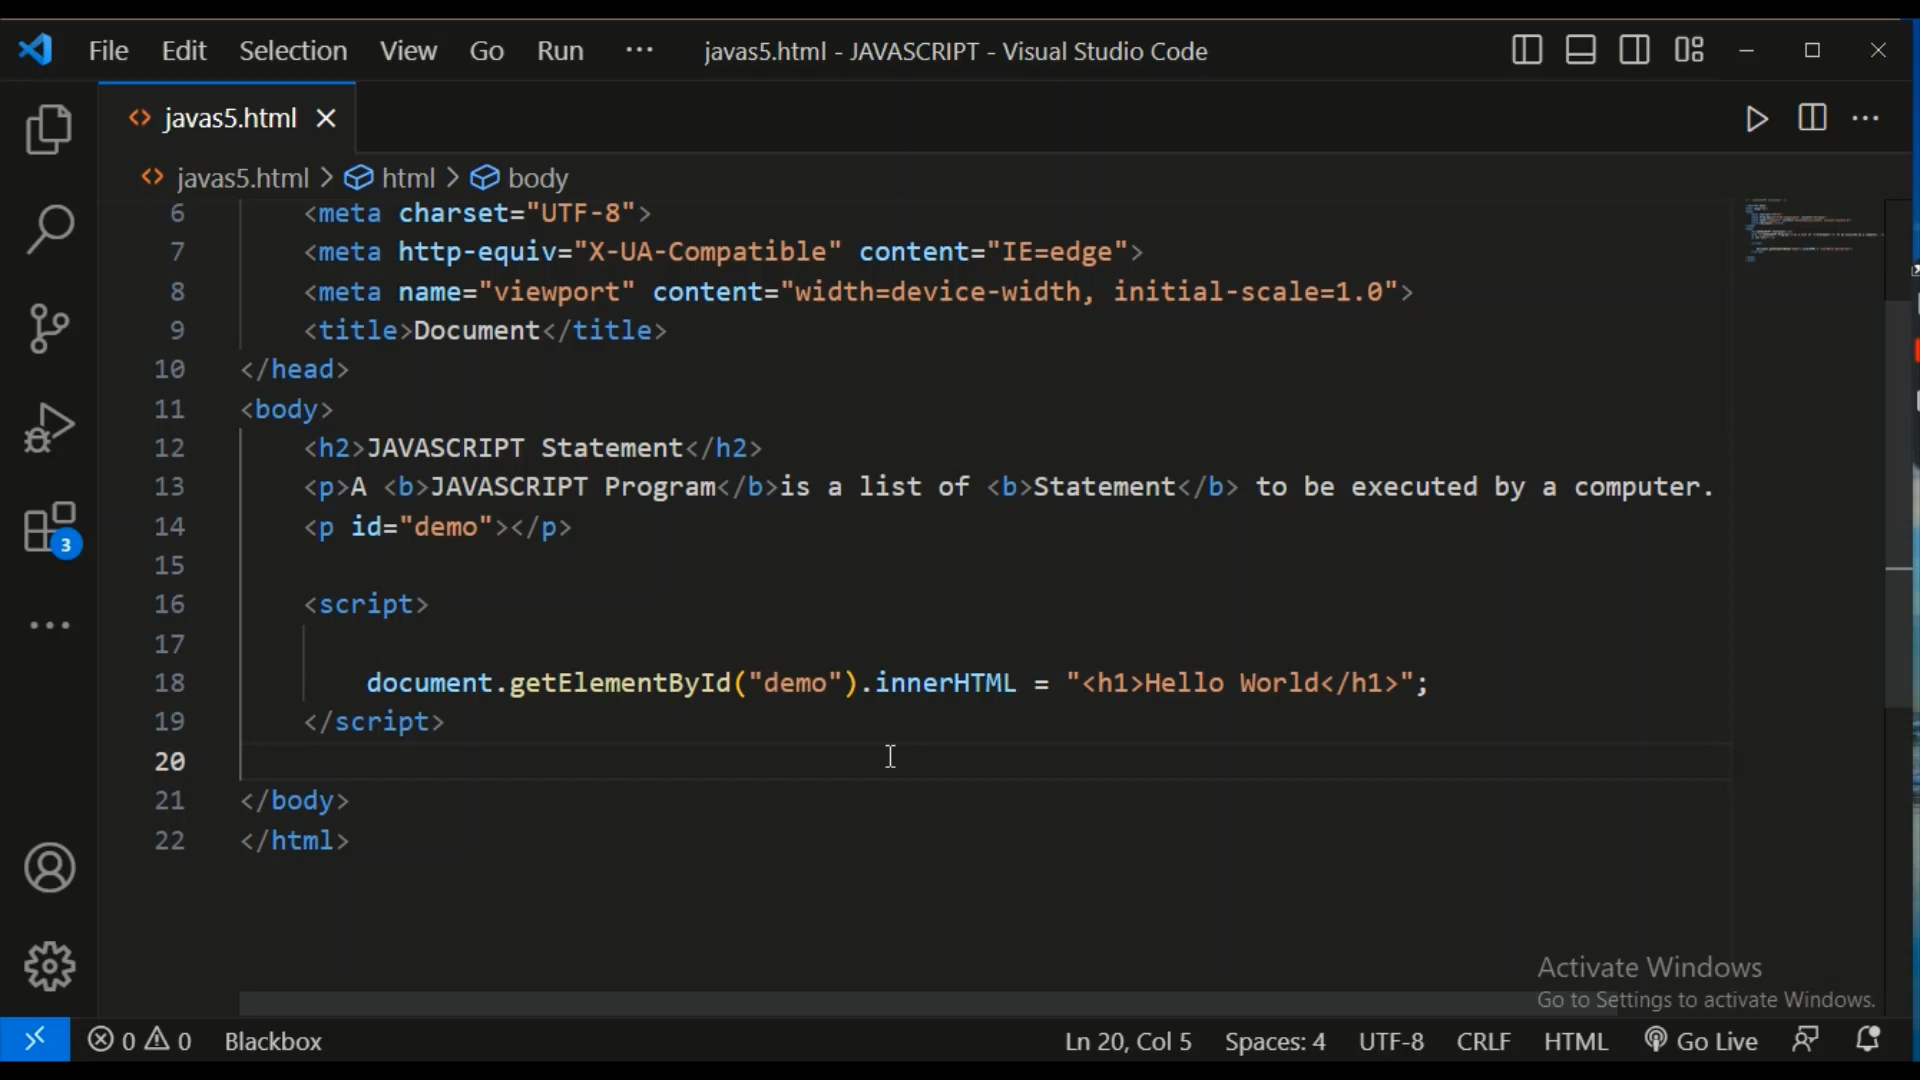 File Edit Selection View Go Run ··· javas5.html - JAVASCRIPT - Visual Studio Code
javas5.html
javas5.html > html > body
6 <meta charset="UTF-8">
7 <meta http-equiv="X-UA-Compatible" content="IE=edge">
8 <meta name="viewport" content="width=device-width, initial-scale=1.0">
9 <title>Document</title>
10 </head>
11 <body>
12 <h2>JAVASCRIPT Statement</h2>
13 <p>A <b>JAVASCRIPT Program</b>is a list of <b>Statement</b> to be executed by a computer.
14 <p id="demo"></p>
15
16 <script>
17
18 document.getElementById("demo").innerHTML = "<h1>Hello World</h1>";
19 </script>
20
21 </body>
22 </html>
3
Activate Windows
Go to Settings to activate Windows.
0 0 Blackbox Ln 20, Col 5 Spaces: 4 UTF-8 CRLF HTML Go Live